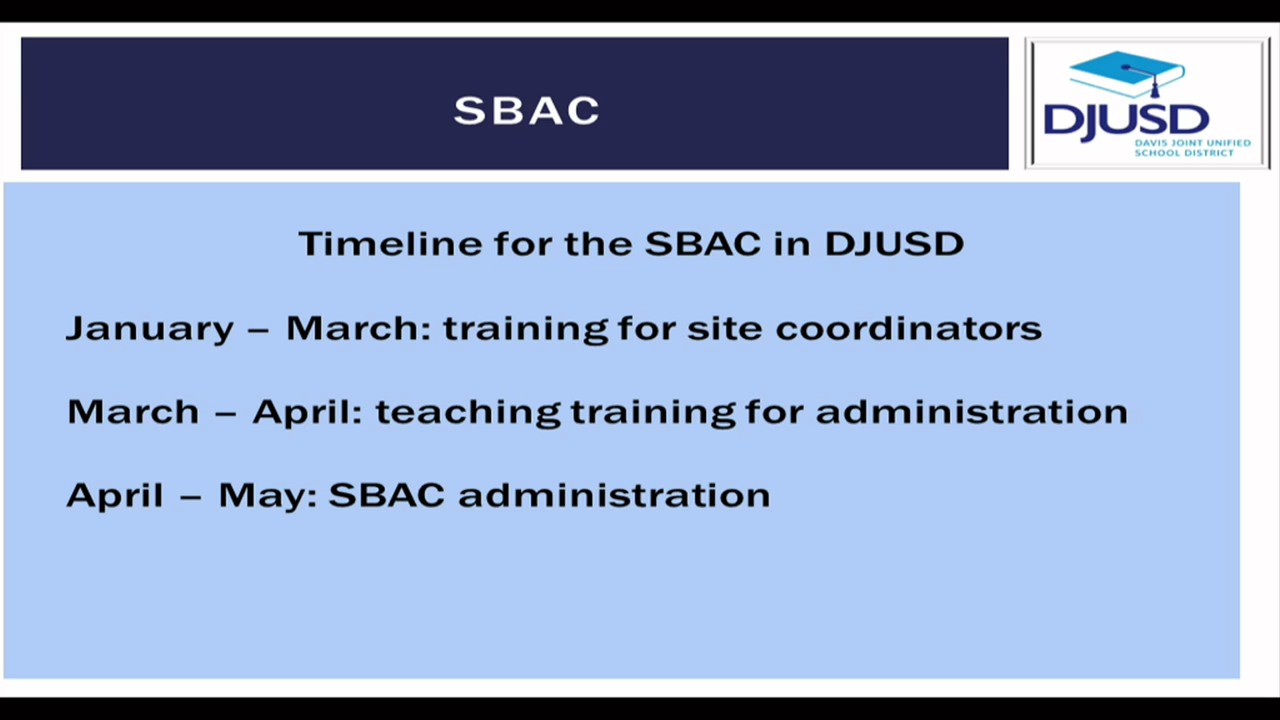 SBAC
DJUSD
DAVIS JOINT UNIFIED
SCHOOL DISTRICT
Timeline for the SBAC in DJUSD
January – March: training for site coordinators
March – April: teaching training for administration
April – May: SBAC administration